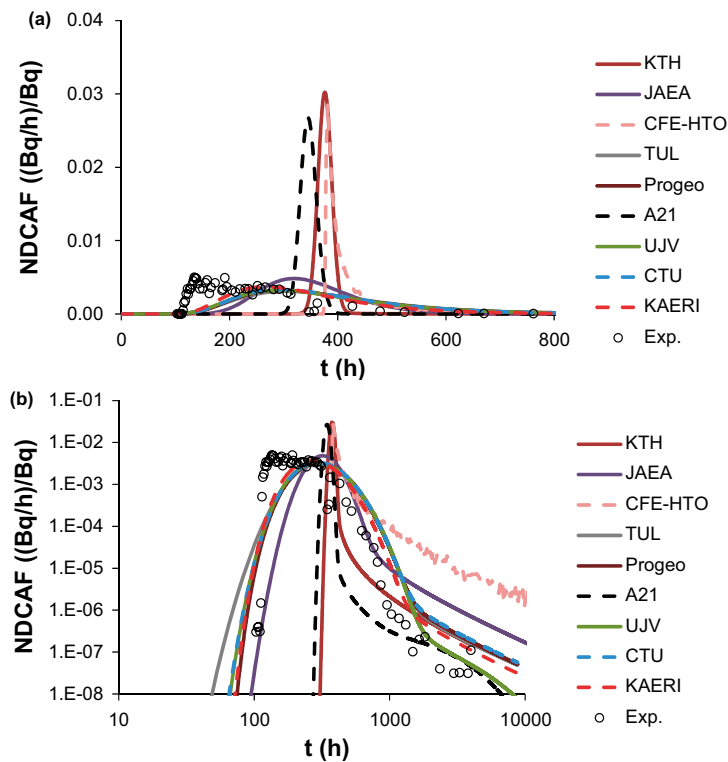 (a)
NDCAF ((Bq/h)/Bq)
0.04
0.03
0.02
0.01
0.00
0 200 400 600 800
t (h)
KTH
JAEA
CFE-HTO
TUL
Progeo
A21
UJV
CTU
KAERI
Exp.
(b)
NDCAF ((Bq/h)/Bq)
1.E-01
1.E-02
1.E-03
1.E-04
1.E-05
1.E-06
1.E-07
1.E-08
10 100 1000 10000
t (h)
KTH
JAEA
CFE-HTO
TUL
Progeo
A21
UJV
CTU
KAERI
Exp.